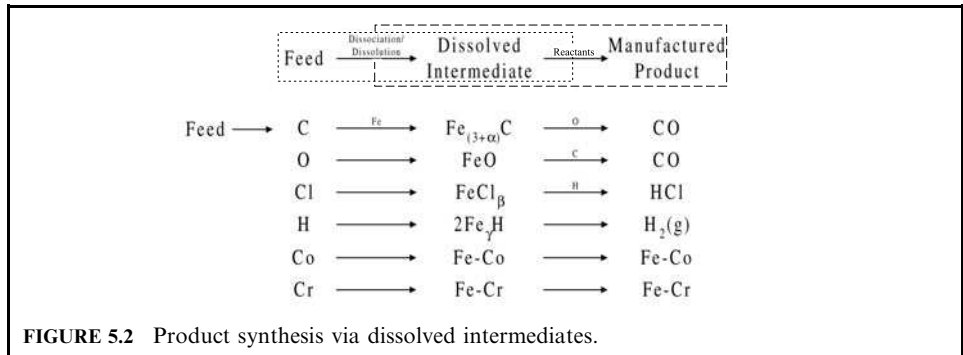 Dissociation/
Dissolution
Feed
Dissolved
Intermediate
Reactants
Manufactured
Product
Feed C Fe Fe(3+α)C O CO
O FeO C CO
Cl FeClβ H HCl
H 2FeγH H2(g)
Co Fe-Co Fe-Co
Cr Fe-Cr Fe-Cr
FIGURE 5.2 Product synthesis via dissolved intermediates.